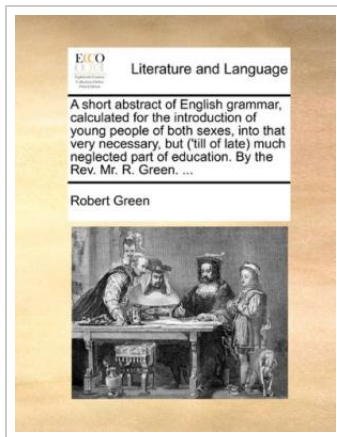 ECCO
Literature and Language
A short abstract of English grammar,
calculated for the introduction of
young people of both sexes, into that
very necessary, but ('till of late) much
neglected part of education. By the
Rev. Mr. R. Green. ...
Robert Green